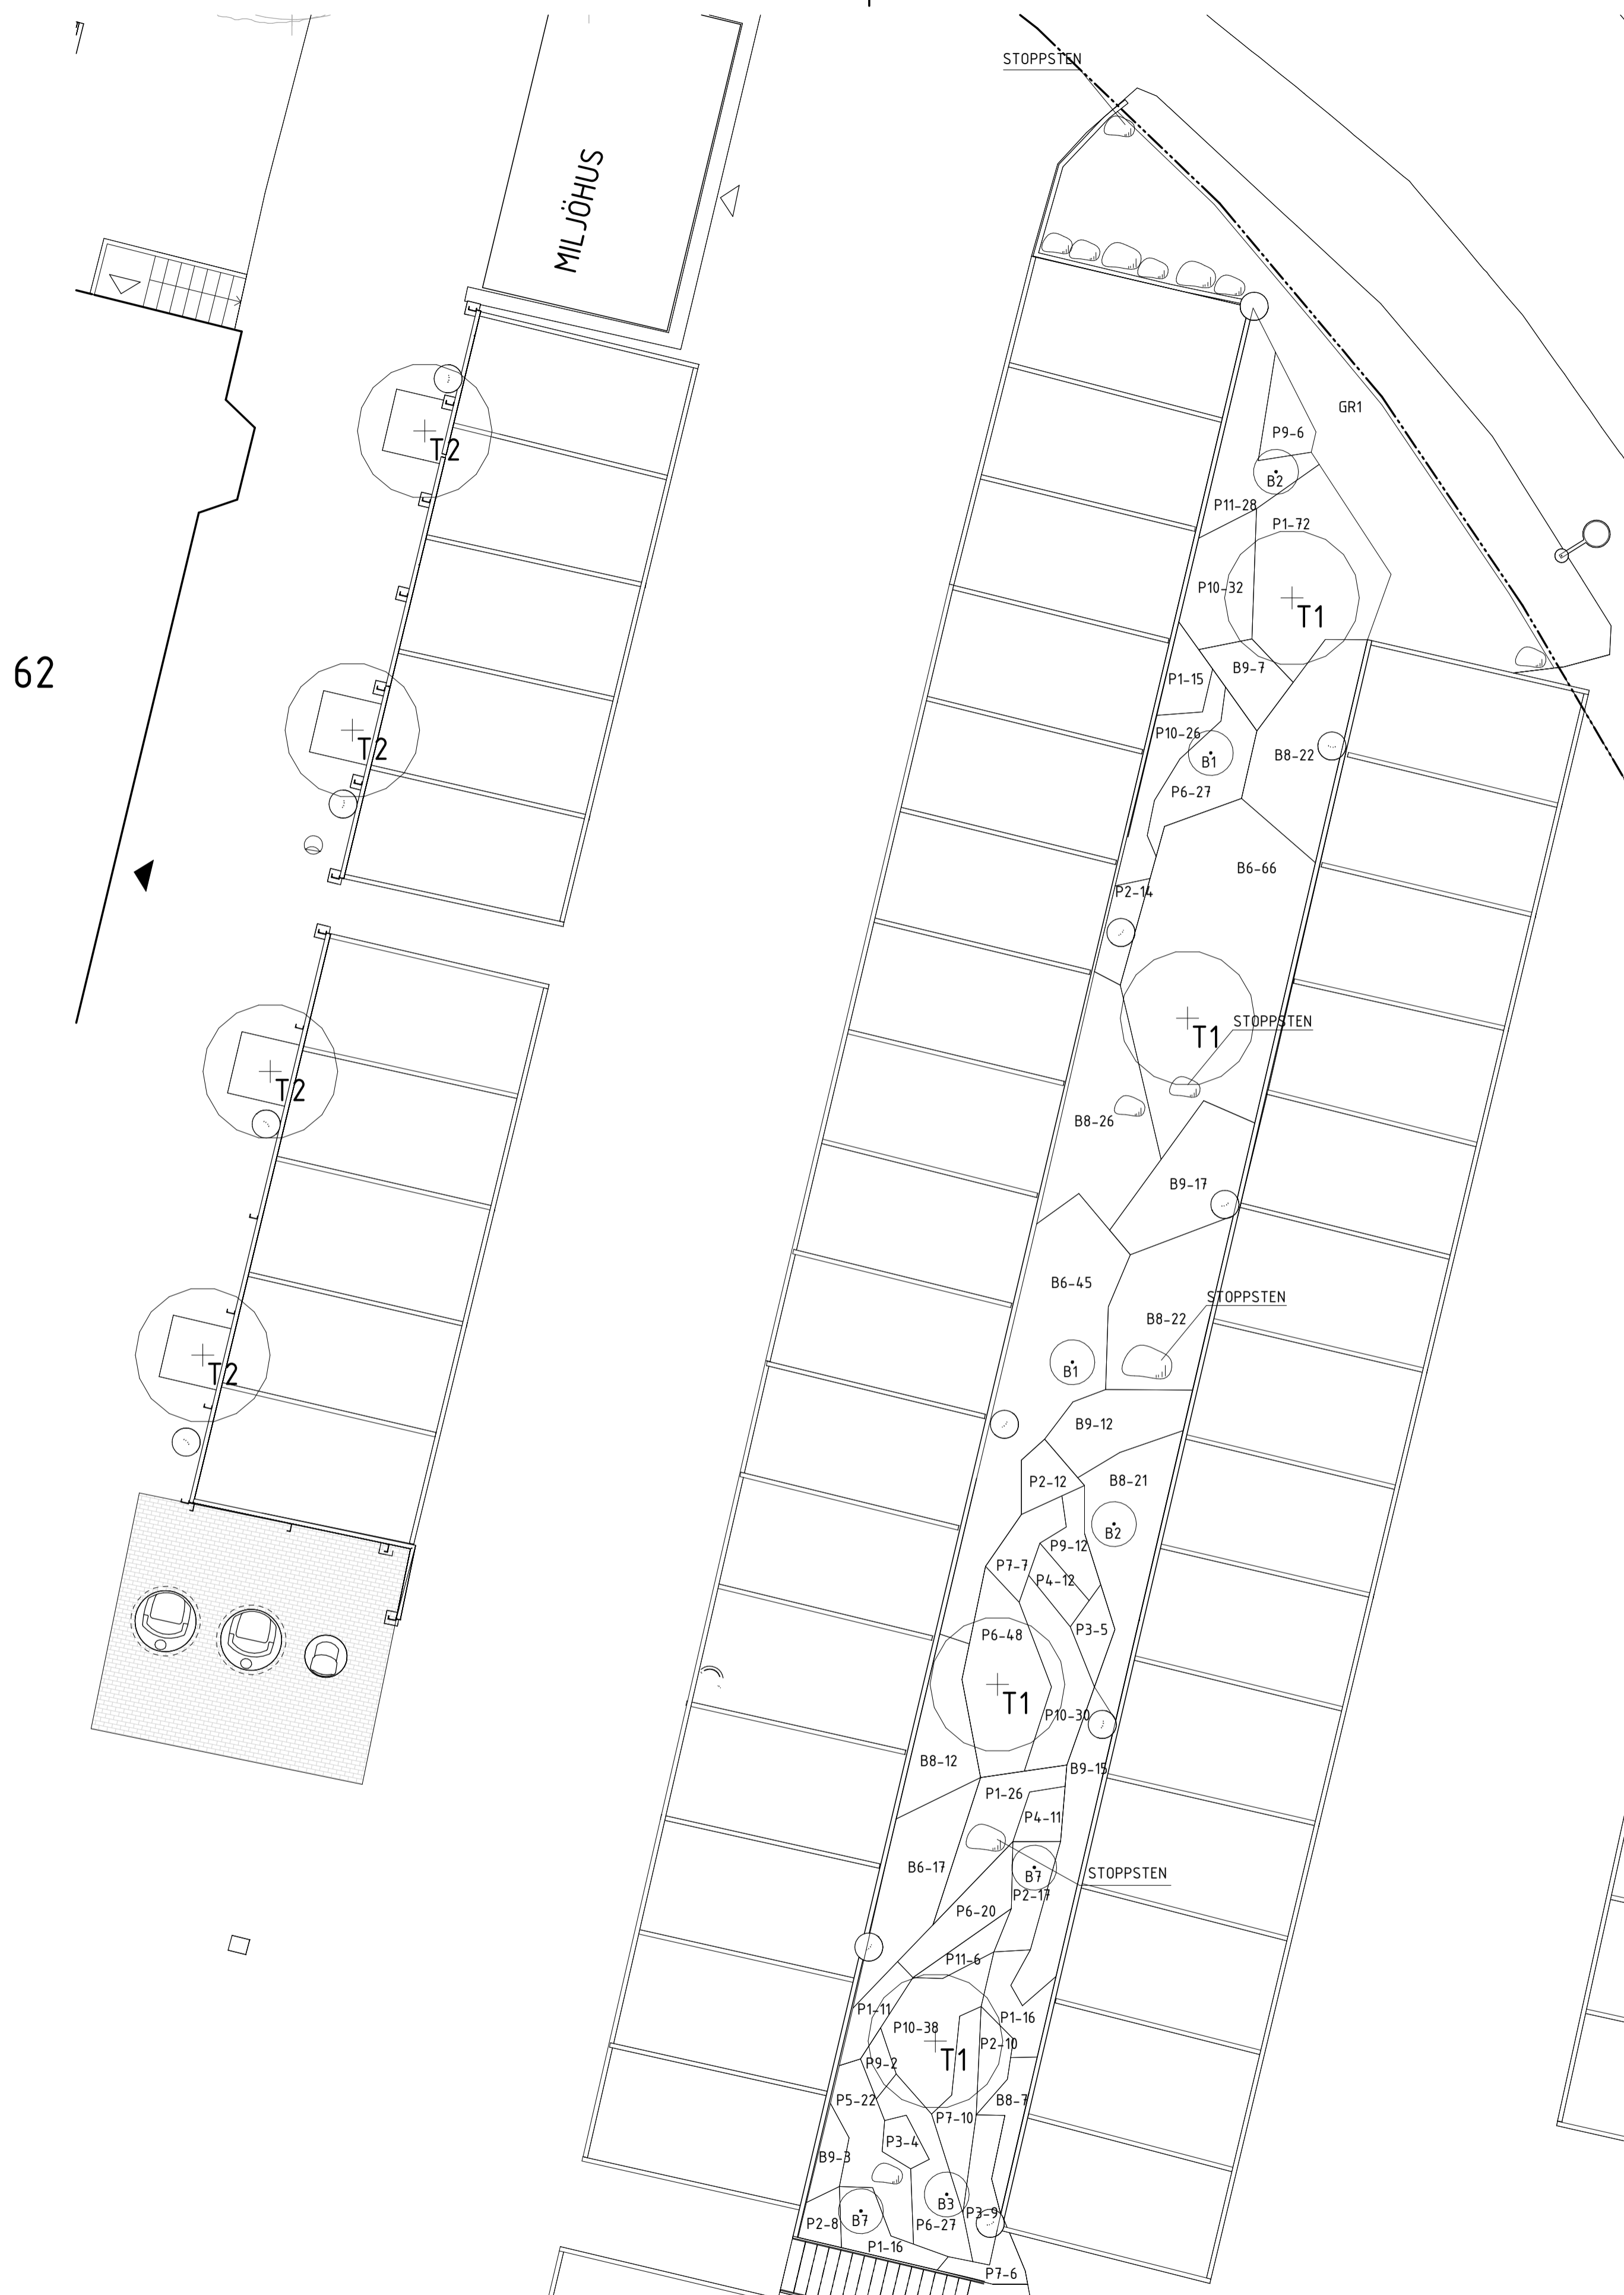 STOPPSTEN
MILJÖHUS
GR1
P9-6
T2
B2
P11-28
P1-72
P10-32
T1
62
B9-7
P1-15
P10-26
T2
B1
B8-22
P6-27
B6-66
P2-14
STOPPSTEN
T1
T2
B8-26
B9-17
B6-45
STOPPSTEN
B8-22
B1
T2
B9-12
P2-12
B8-21
B2
P9-12
P7-7
P4-12
P3-5
P6-48
T1
P10-30
B8-12
B9-15
P1-26
P4-11
B6-17
STOPPSTEN
B7
P2-17
P6-20
P11-6
P1-11
P1-16
P10-38
P2-10
T1
P9-2
P5-22
B8-7
P7-10
P3-4
B9-3
B3
P3-9
B7
P2-8
P6-27
P1-16
P7-6